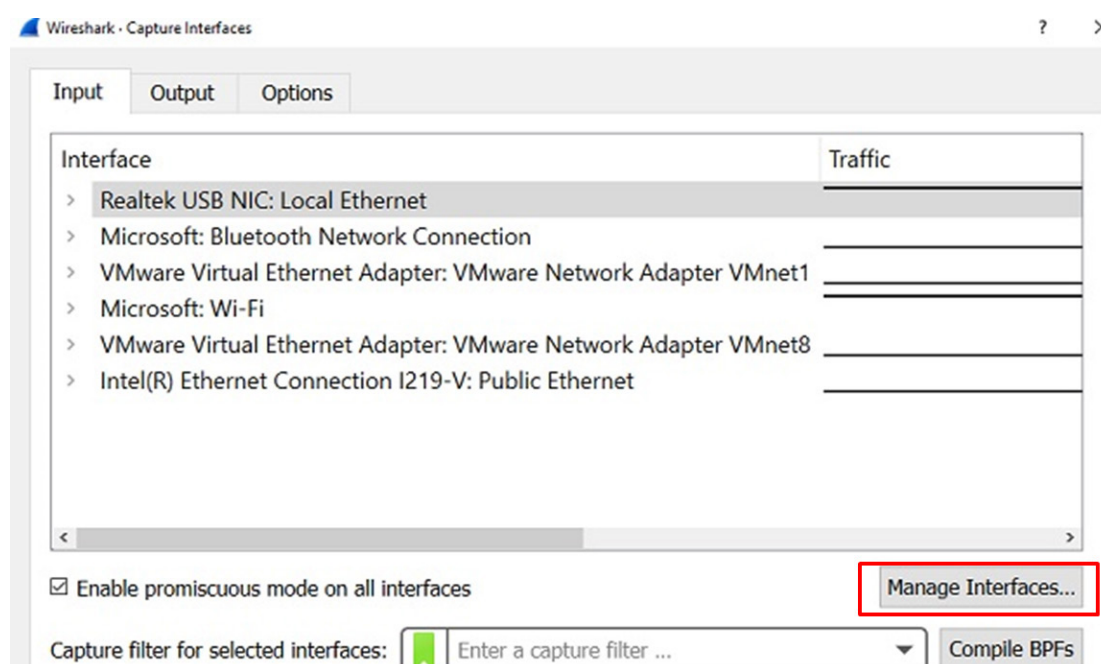 Wireshark · Capture Interfaces ?
Input Output Options
Interface Traffic
Realtek USB NIC: Local Ethernet
Microsoft: Bluetooth Network Connection
VMware Virtual Ethernet Adapter: VMware Network Adapter VMnet1
Microsoft: Wi-Fi
VMware Virtual Ethernet Adapter: VMware Network Adapter VMnet8
Intel(R) Ethernet Connection I219-V: Public Ethernet
Enable promiscuous mode on all interfaces Manage Interfaces...
Capture filter for selected interfaces: Enter a capture filter ... Compile BPFs